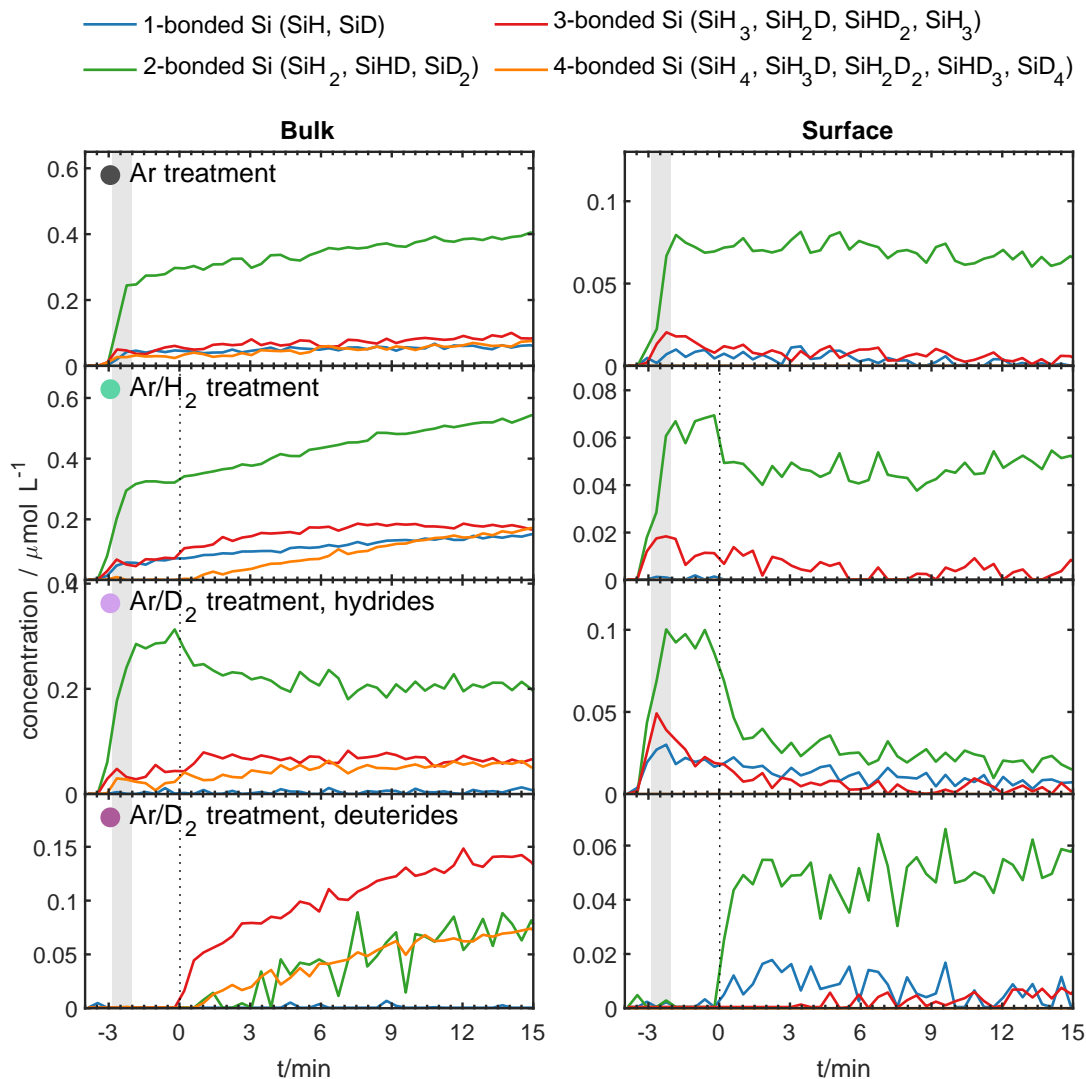 1-bonded Si (SiH, SiD)
3-bonded Si (SiH3, SiH2D, SiHD2, SiH3)
2-bonded Si (SiH2, SiHD, SiD2)
4-bonded Si (SiH4, SiH3D, SiH2D2, SiHD3, SiD4)
Bulk
Surface
concentration / μmol L-1
Ar treatment
0.6
0.4
0.2
0
0.1
0.05
0
Ar/H2 treatment
0.6
0.4
0.2
0
0.08
0.06
0.04
0.02
0
Ar/D2 treatment, hydrides
0.4
0.2
0
0.1
0.05
0
Ar/D2 treatment, deuterides
0.15
0.1
0.05
0
0.06
0.04
0.02
0
-3 0 3 6 9 12 15
-3 0 3 6 9 12 15
t/min
t/min